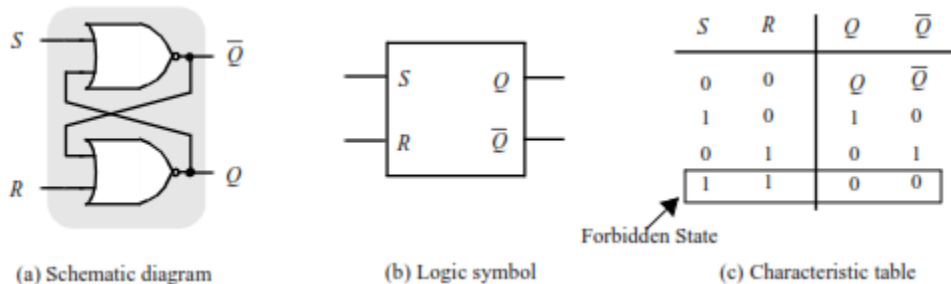 S
Q̅
R
Q
(a) Schematic diagram
S Q
R Q̅
(b) Logic symbol
S R Q Q̅
0 0 Q Q̅
1 0 1 0
0 1 0 1
1 1 0 0
Forbidden State
(c) Characteristic table